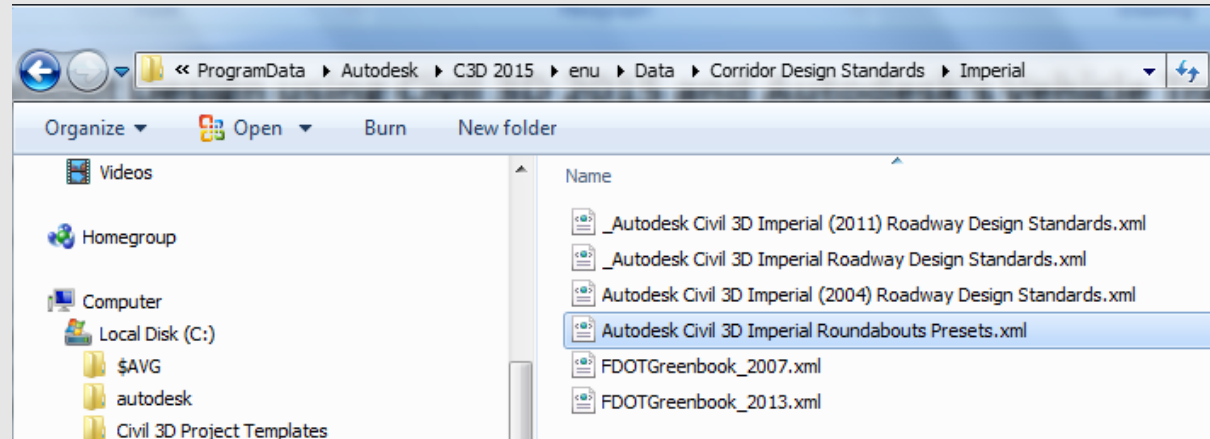 « ProgramData ▸ Autodesk ▸ C3D 2015 ▸ enu ▸ Data ▸ Corridor Design Standards ▸ Imperial
Organize Open Burn New folder
Videos
Homegroup
Computer
Local Disk (C:)
$AVG
autodesk
Civil 3D Project Templates
Name
_Autodesk Civil 3D Imperial (2011) Roadway Design Standards.xml
_Autodesk Civil 3D Imperial Roadway Design Standards.xml
Autodesk Civil 3D Imperial (2004) Roadway Design Standards.xml
Autodesk Civil 3D Imperial Roundabouts Presets.xml
FDOTGreenbook_2007.xml
FDOTGreenbook_2013.xml